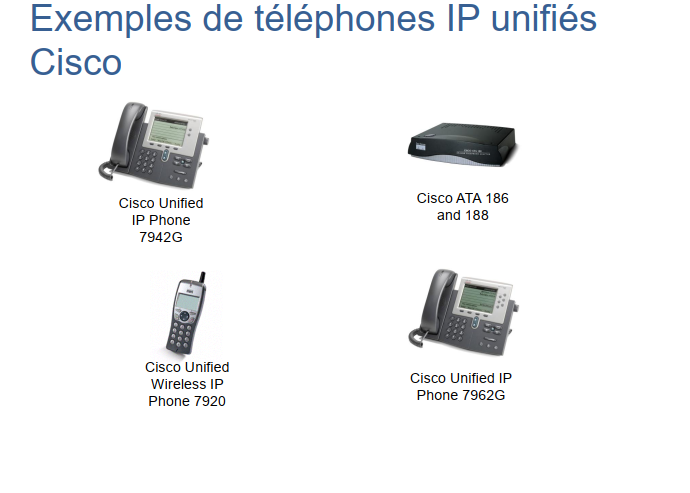 Exemples de téléphones IP unifiés
Cisco
Cisco Unified
IP Phone
7942G
Cisco ATA 186
and 188
Cisco Unified
Wireless IP
Phone 7920
Cisco Unified IP
Phone 7962G